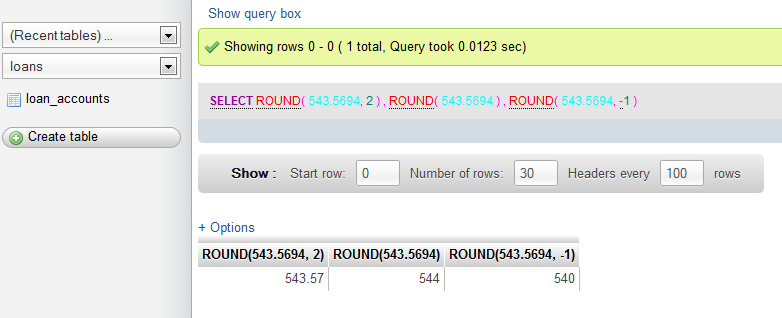 Show query box
(Recent tables) ...
Showing rows 0 - 0 ( 1 total, Query took 0.0123 sec)
loans
loan_accounts
SELECT ROUND( 543.5694, 2 ) , ROUND( 543.5694 ) , ROUND( 543.5694, -1 )
Create table
Show : Start row: 0 Number of rows: 30 Headers every 100 rows
+ Options
ROUND(543.5694, 2) ROUND(543.5694) ROUND(543.5694, -1)
543.57 544 540